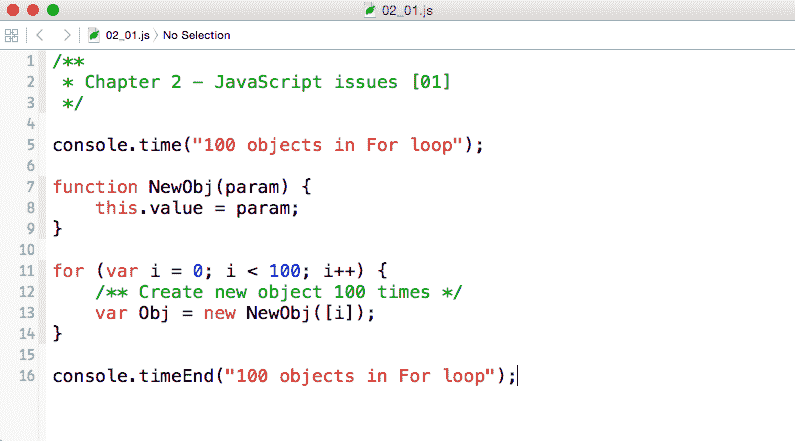 02_01.js
02_01.js 〉 No Selection
1 /**
2  * Chapter 2 – JavaScript issues [01]
3  */
4
5 console.time("100 objects in For loop");
6
7 function NewObj(param) {
8     this.value = param;
9 }
10
11 for (var i = 0; i < 100; i++) {
12     /** Create new object 100 times */
13     var Obj = new NewObj([i]);
14 }
15
16 console.timeEnd("100 objects in For loop");